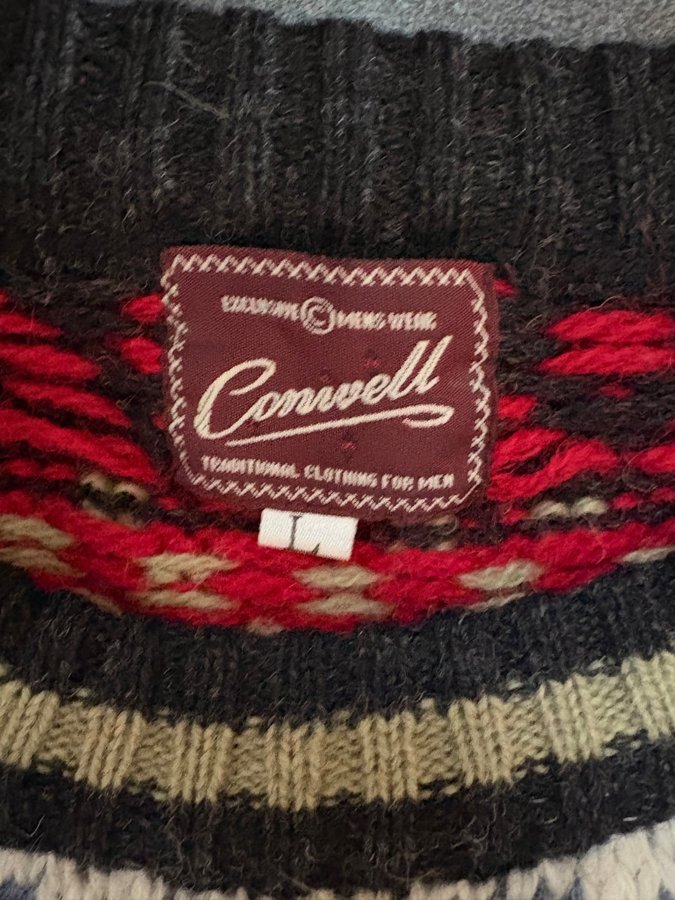 EXCLUSIVE © MENS WEAR
Conwell
TRADITIONAL CLOTHING FOR MEN
L